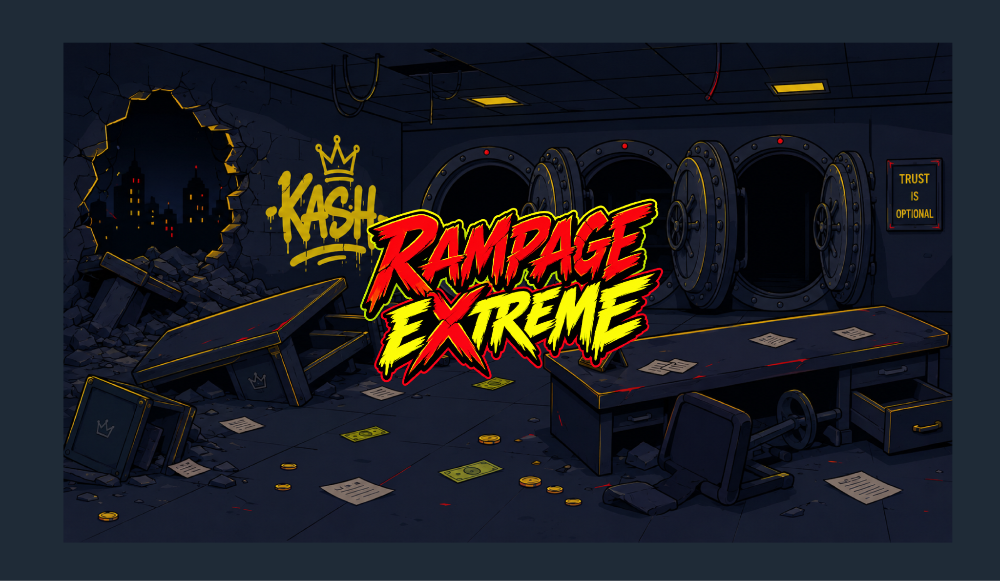 KASH
TRUST
IS
OPTIONAL
RAMPAGE
EXTREME